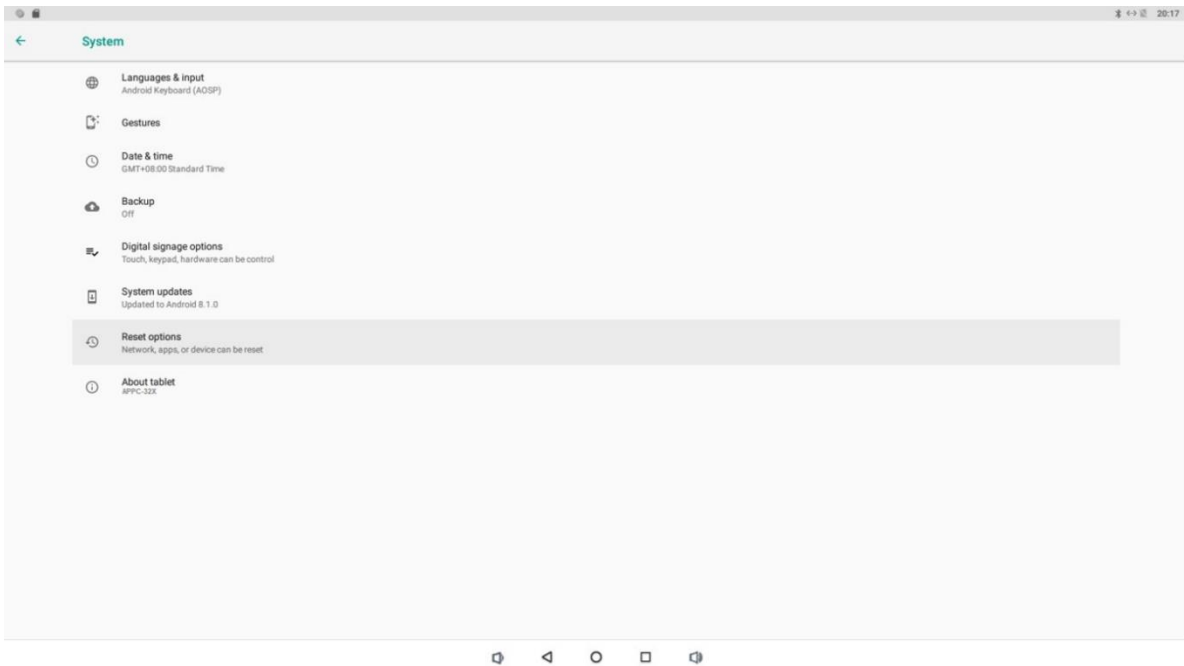 20:17
System
Languages & input
Android Keyboard (AOSP)
Gestures
Date & time
GMT+08:00 Standard Time
Backup
Off
Digital signage options
Touch, keypad, hardware can be control
System updates
Updated to Android 8.1.0
Reset options
Network, apps, or device can be reset
About tablet
APPC-32X